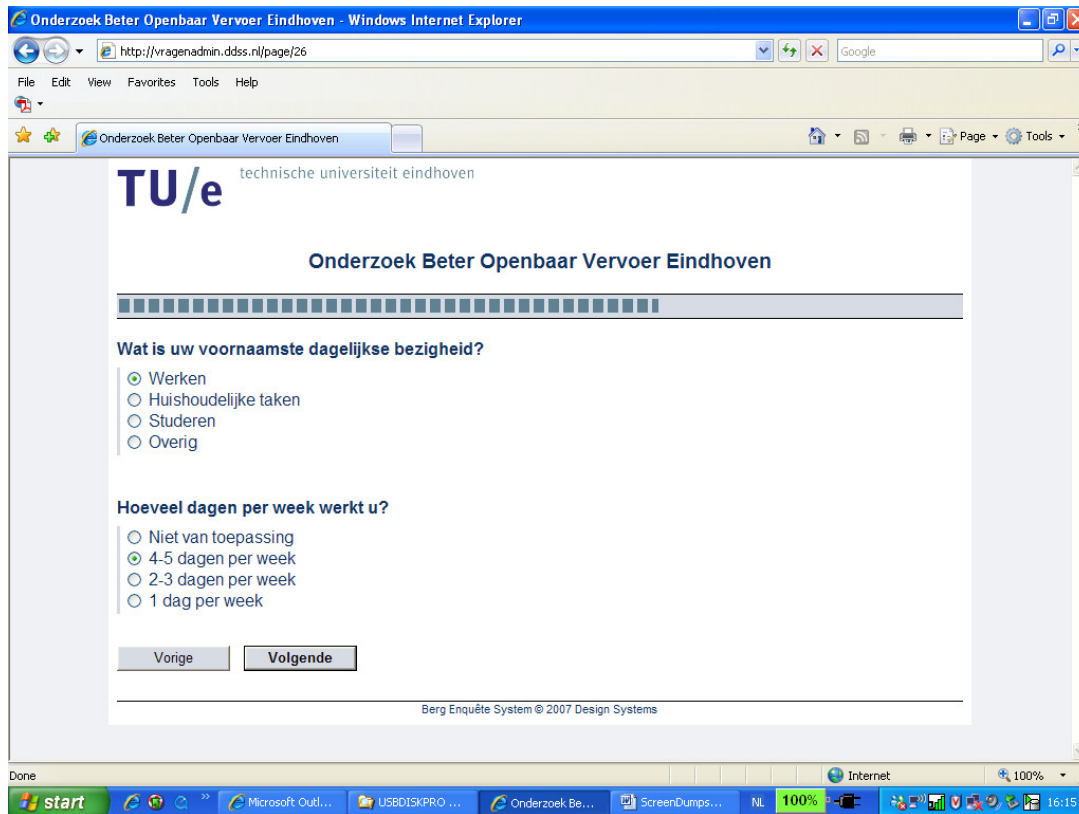 Onderzoek Beter Openbaar Vervoer Eindhoven - Windows Internet Explorer
http://vragenadmin.ddss.nl/page/26
Google
File Edit View Favorites Tools Help
Onderzoek Beter Openbaar Vervoer Eindhoven
Page Tools
TU/e technische universiteit eindhoven
Onderzoek Beter Openbaar Vervoer Eindhoven
Wat is uw voornaamste dagelijkse bezigheid?
Werken
Huishoudelijke taken
Studeren
Overig
Hoeveel dagen per week werkt u?
Niet van toepassing
4-5 dagen per week
2-3 dagen per week
1 dag per week
Vorige Volgende
Berg Enquête System © 2007 Design Systems
Done Internet 100%
start Microsoft Outl... USBDISKPRO ... Onderzoek Be... ScreenDumps... NL 100% 16:15